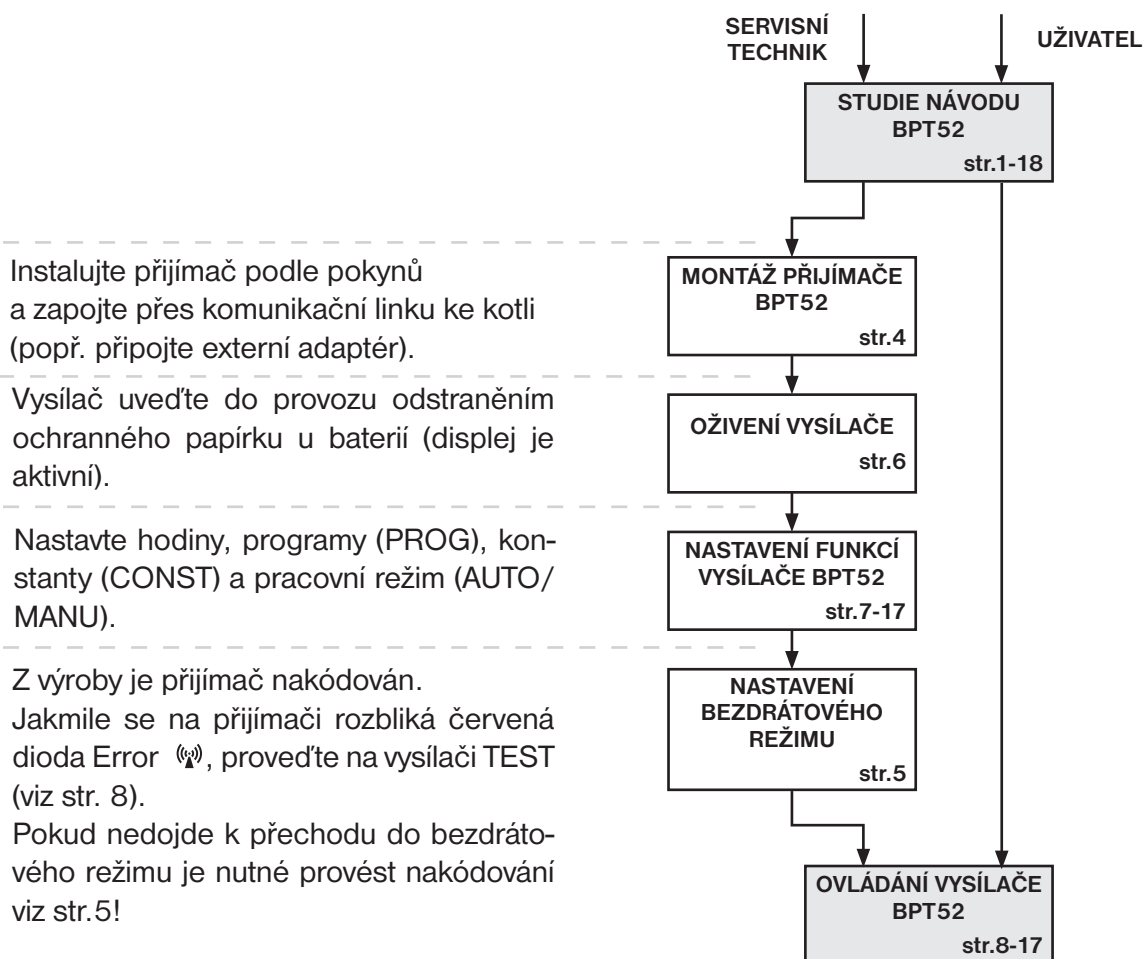 SERVISNÍ
TECHNIK
UŽIVATEL
STUDIE NÁVODU
BPT52
str.1-18
Instalujte přijímač podle pokynů
a zapojte přes komunikační linku ke kotli
(popř. připojte externí adaptér).
MONTÁŽ PŘIJÍMAČE
BPT52
str.4
Vysílač uveďte do provozu odstraněním
ochranného papírku u baterií (displej je
aktivní).
OŽIVENÍ VYSÍLAČE
str.6
Nastavte hodiny, programy (PROG), kon-
stanty (CONST) a pracovní režim (AUTO/
MANU).
NASTAVENÍ FUNKCÍ
VYSÍLAČE BPT52
str.7-17
Z výroby je přijímač nakódován.
Jakmile se na přijímači rozbliká červená
dioda Error , proveďte na vysílači TEST
(viz str. 8).
Pokud nedojde k přechodu do bezdráto-
vého režimu je nutné provést nakódování
viz str.5!
NASTAVENÍ
BEZDRÁTOVÉHO
REŽIMU
str.5
OVLÁDÁNÍ VYSÍLAČE
BPT52
str.8-17